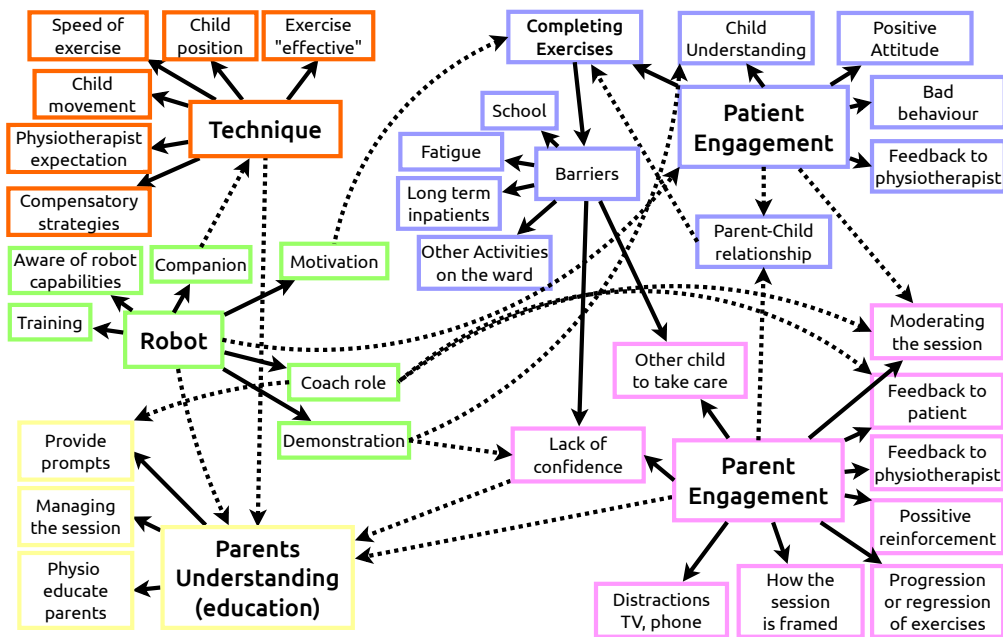 Speed of
exercise
Child
position
Exercise
"effective"
Completing
Exercises
Child
Understanding
Positive
Attitude
Child
movement
Technique
School
Patient
Engagement
Bad
behaviour
Physiotherapist
expectation
Fatigue
Barriers
Feedback to
physiotherapist
Compensatory
strategies
Long term
inpatients
Other Activities
on the ward
Parent-Child
relationship
Aware of robot
capabilities
Companion
Motivation
Training
Robot
Moderating
the session
Coach role
Other child
to take care
Feedback to
patient
Provide
prompts
Demonstration
Lack of
confidence
Parent
Engagement
Feedback to
physiotherapist
Managing
the session
Possitive
reinforcement
Physio
educate
parents
Parents
Understanding
(education)
Distractions
TV, phone
How the
session
is framed
Progression
or regression
of exercises